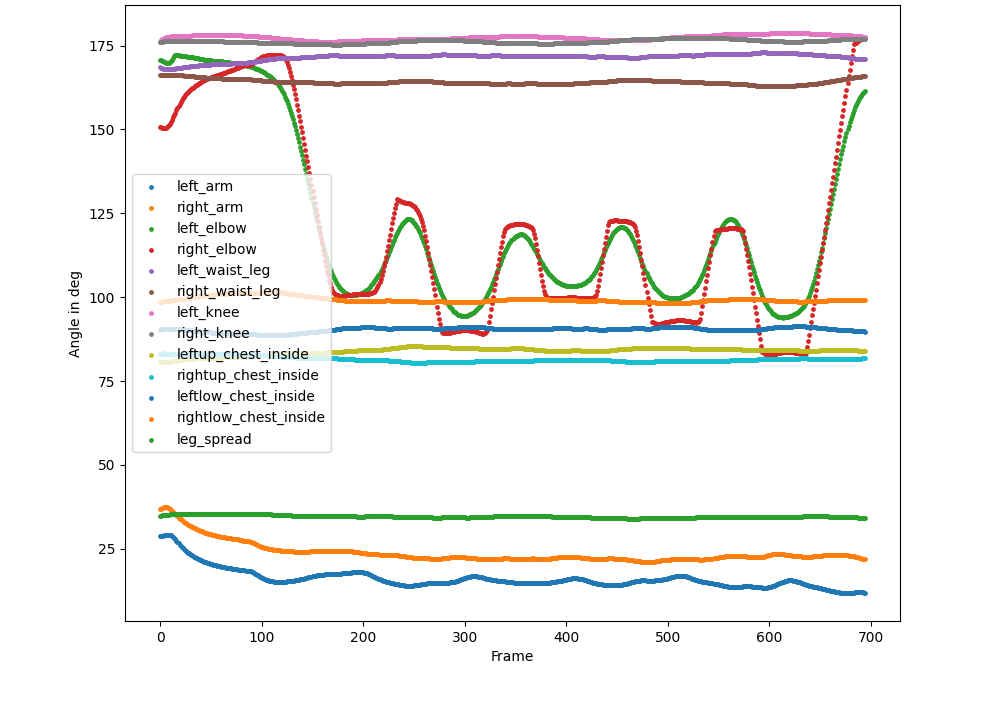 175
150
125
100
75
50
25
Angle in deg
left_arm
right_arm
left_elbow
right_elbow
left_waist_leg
right_waist_leg
left_knee
right_knee
leftup_chest_inside
rightup_chest_inside
leftlow_chest_inside
rightlow_chest_inside
leg_spread
0 100 200 300 400 500 600 700
Frame